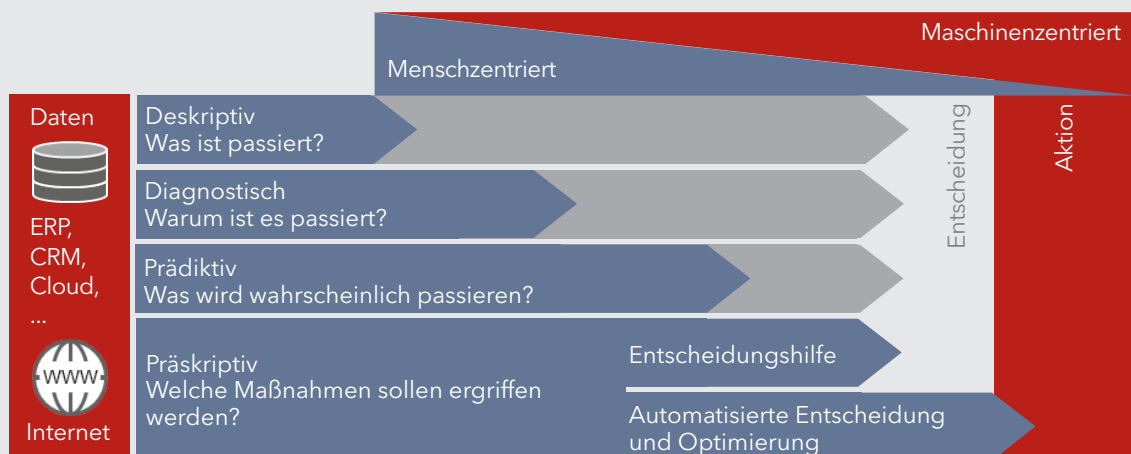 Maschinenzentriert
Menschzentriert
Daten
ERP,
CRM,
Cloud,
...
WWW
Internet
Deskriptiv
Was ist passiert?
Diagnostisch
Warum ist es passiert?
Prädiktiv
Was wird wahrscheinlich passieren?
Präskriptiv
Welche Maßnahmen sollen ergriffen
werden?
Entscheidungshilfe
Automatisierte Entscheidung
und Optimierung
Entscheidung
Aktion